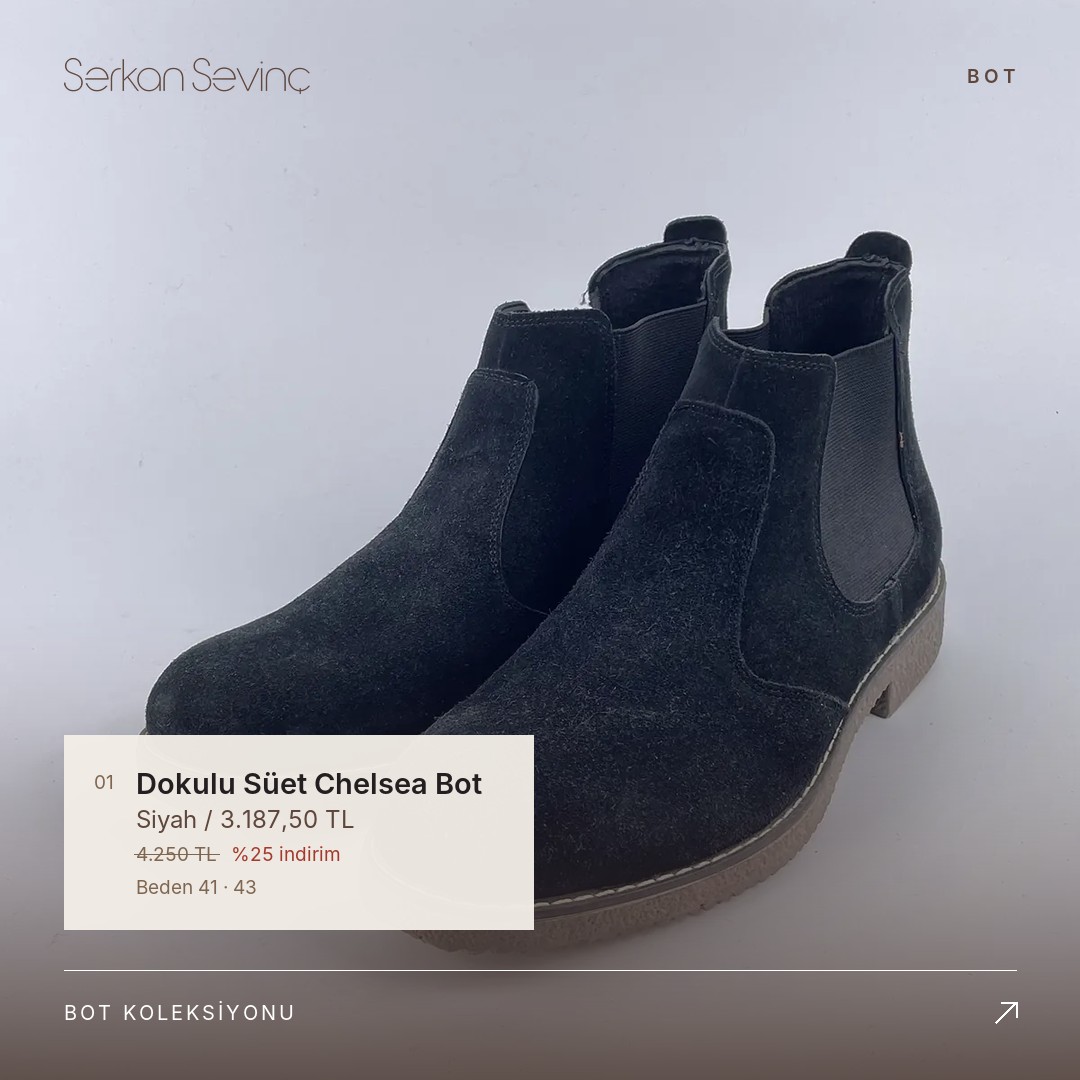 Serkan Sevinç
BOT
01 Dokulu Süet Chelsea Bot
Siyah / 3.187,50 TL
4.250 TL %25 indirim
Beden 41 · 43
BOT KOLEKSİYONU